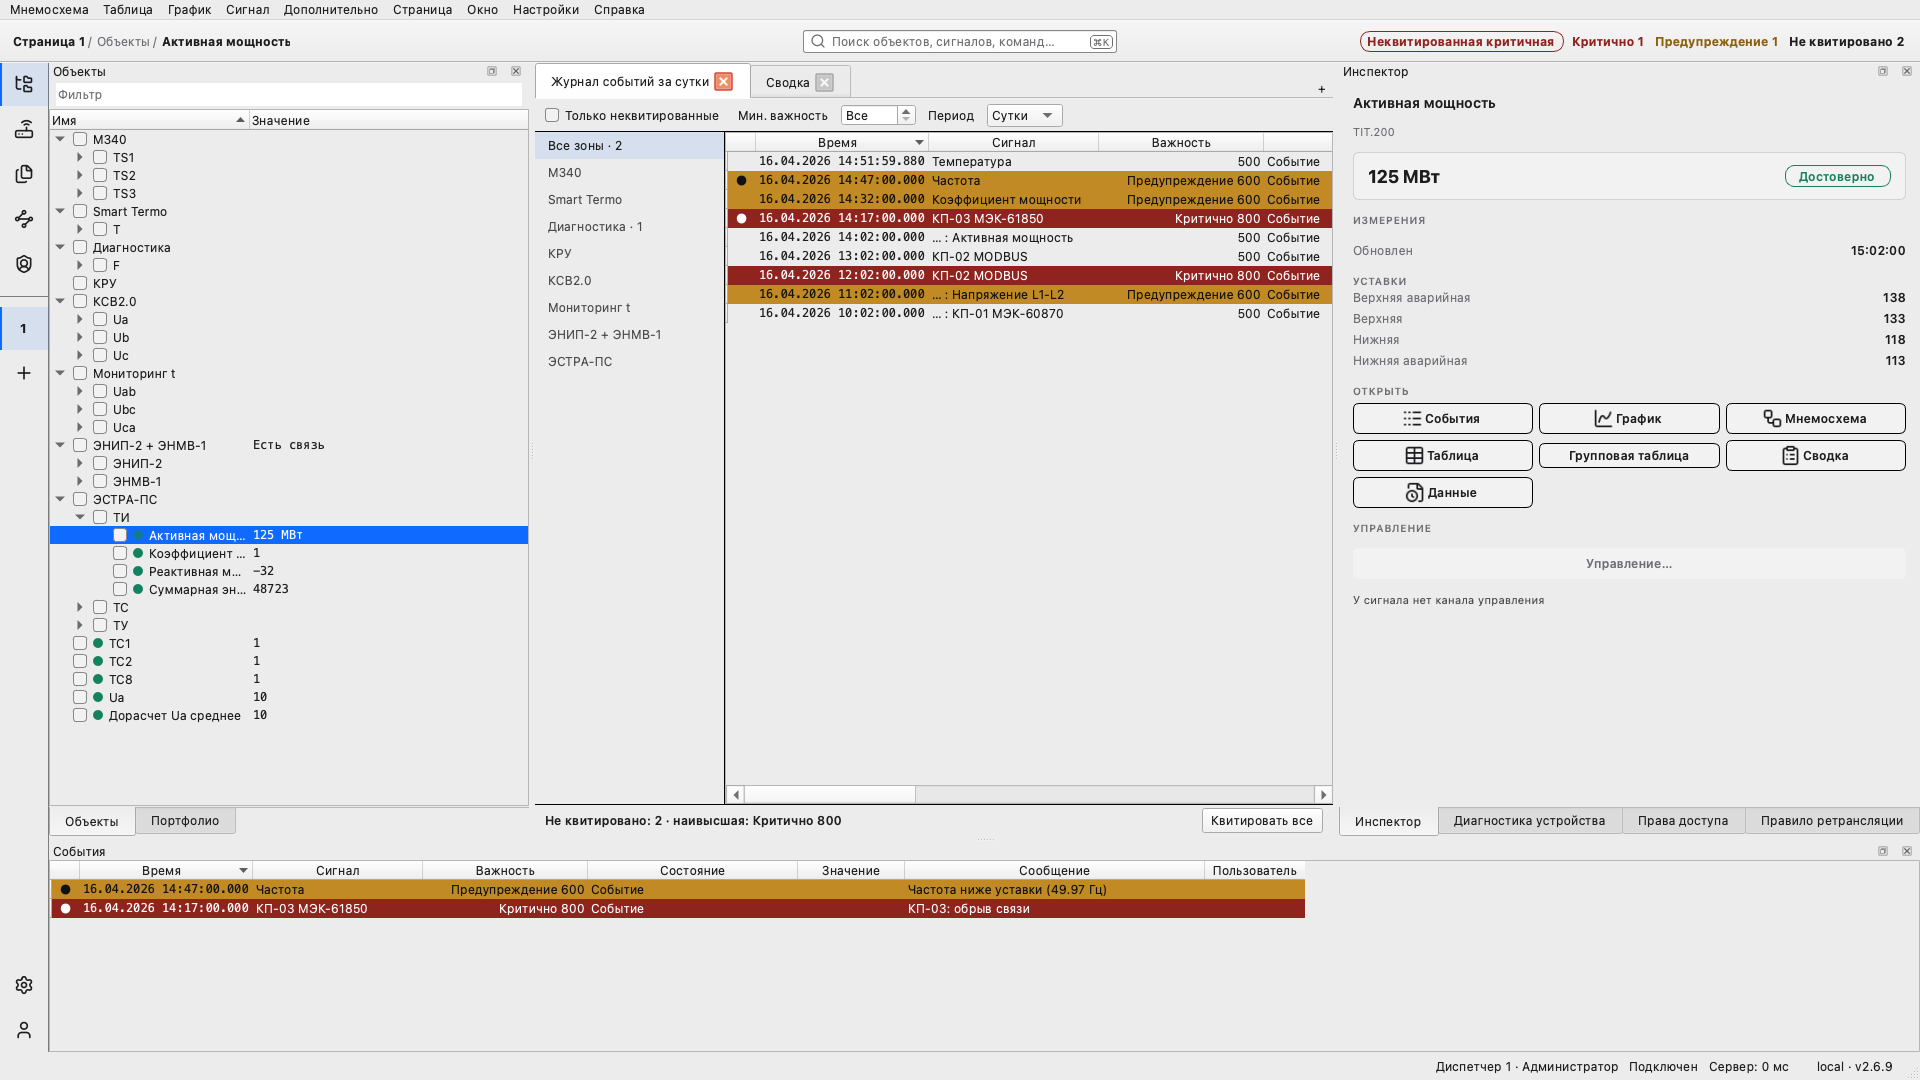 Мнемосхема Таблица График Сигнал Дополнительно Страница Окно Настройки Справка
Страница 1 / Объекты / Активная мощность
Поиск объектов, сигналов, команд... ⌘K
Неквитированная критичная Критично 1 Предупреждение 1 Не квитировано 2
Объекты
Фильтр
Имя Значение
М340
TS1
TS2
TS3
Smart Termo
T
Диагностика
F
КРУ
КСВ2.0
Ua
Ub
Uc
Мониторинг t
Uab
Ubc
Uca
ЭНИП-2 + ЭНМВ-1 Есть связь
ЭНИП-2
ЭНМВ-1
ЭСТРА-ПС
ТИ
Активная мощ... 125 МВт
Коэффициент ... 1
Реактивная м... −32
Суммарная эн... 48723
ТС
ТУ
ТС1 1
ТС2 1
ТС8 1
Ua 10
Дорасчет Ua среднее 10
Объекты Портфолио
1
Журнал событий за сутки Сводка +
Только неквитированные Мин. важность Все Период Сутки
Все зоны · 2
М340
Smart Termo
Диагностика · 1
КРУ
КСВ2.0
Мониторинг t
ЭНИП-2 + ЭНМВ-1
ЭСТРА-ПС
Время Сигнал Важность
16.04.2026 14:51:59.880 Температура 500 Событие
16.04.2026 14:47:00.000 Частота Предупреждение 600 Событие
16.04.2026 14:32:00.000 Коэффициент мощности Предупреждение 600 Событие
16.04.2026 14:17:00.000 КП-03 МЭК-61850 Критично 800 Событие
16.04.2026 14:02:00.000 ... : Активная мощность 500 Событие
16.04.2026 13:02:00.000 КП-02 MODBUS 500 Событие
16.04.2026 12:02:00.000 КП-02 MODBUS Критично 800 Событие
16.04.2026 11:02:00.000 ... : Напряжение L1-L2 Предупреждение 600 Событие
16.04.2026 10:02:00.000 ... : КП-01 МЭК-60870 500 Событие
Не квитировано: 2 · наивысшая: Критично 800 Квитировать все
Инспектор
Активная мощность
TIT.200
125 МВт Достоверно
ИЗМЕРЕНИЯ
Обновлен 15:02:00
УСТАВКИ
Верхняя аварийная 138
Верхняя 133
Нижняя 118
Нижняя аварийная 113
ОТКРЫТЬ
События График Мнемосхема
Таблица Групповая таблица Сводка
Данные
УПРАВЛЕНИЕ
Управление...
У сигнала нет канала управления
Инспектор Диагностика устройства Права доступа Правило ретрансляции
События
Время Сигнал Важность Состояние Значение Сообщение Пользователь
16.04.2026 14:47:00.000 Частота Предупреждение 600 Событие Частота ниже уставки (49.97 Гц)
16.04.2026 14:17:00.000 КП-03 МЭК-61850 Критично 800 Событие КП-03: обрыв связи
Диспетчер 1 · Администратор Подключен Сервер: 0 мс local · v2.6.9